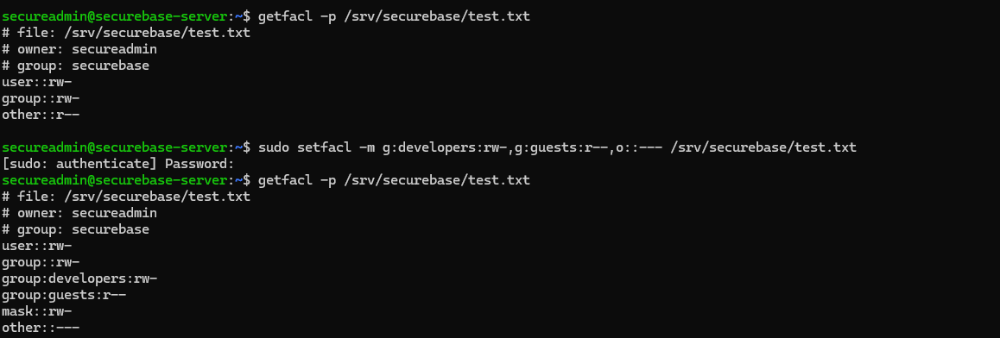 secureadmin@securebase-server:~$ getfacl -p /srv/securebase/test.txt
# file: /srv/securebase/test.txt
# owner: secureadmin
# group: securebase
user::rw-
group::rw-
other::r--
secureadmin@securebase-server:~$ sudo setfacl -m g:developers:rw-,g:guests:r--,o::--- /srv/securebase/test.txt
[sudo: authenticate] Password:
secureadmin@securebase-server:~$ getfacl -p /srv/securebase/test.txt
# file: /srv/securebase/test.txt
# owner: secureadmin
# group: securebase
user::rw-
group::rw-
group:developers:rw-
group:guests:r--
mask::rw-
other::---